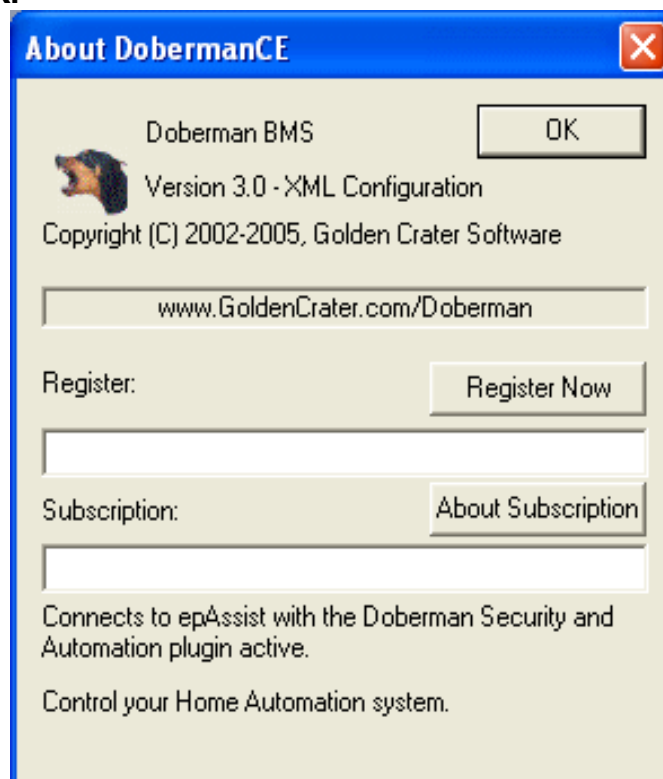 About DobermanCE
Doberman BMS
OK
Version 3.0 - XML Configuration
Copyright (C) 2002-2005, Golden Crater Software
www.GoldenCrater.com/Doberman
Register:
Register Now
Subscription:
About Subscription
Connects to epAssist with the Doberman Security and
Automation plugin active.
Control your Home Automation system.